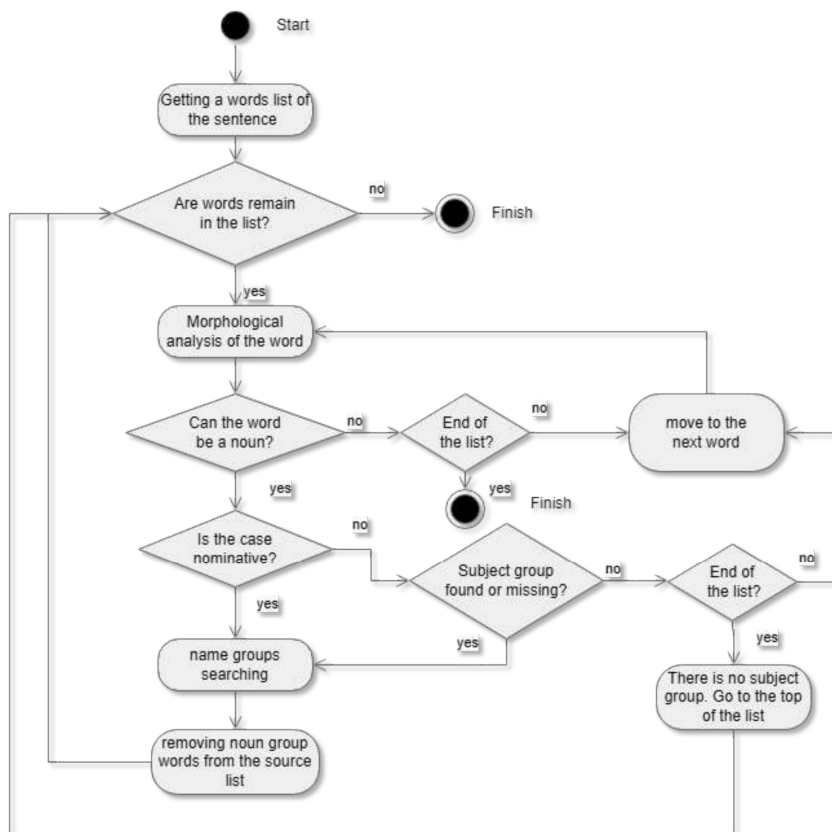 Start
Getting a words list of
the sentence
Are words remain
in the list?
no
Finish
yes
Morphological
analysis of the word
Can the word
be a noun?
no
End of
the list?
no
move to the
next word
yes
yes
Finish
Is the case
nominative?
no
Subject group
found or missing?
no
End of
the list?
no
yes
yes
yes
name groups
searching
There is no subject
group. Go to the top
of the list
removing noun group
words from the source
list